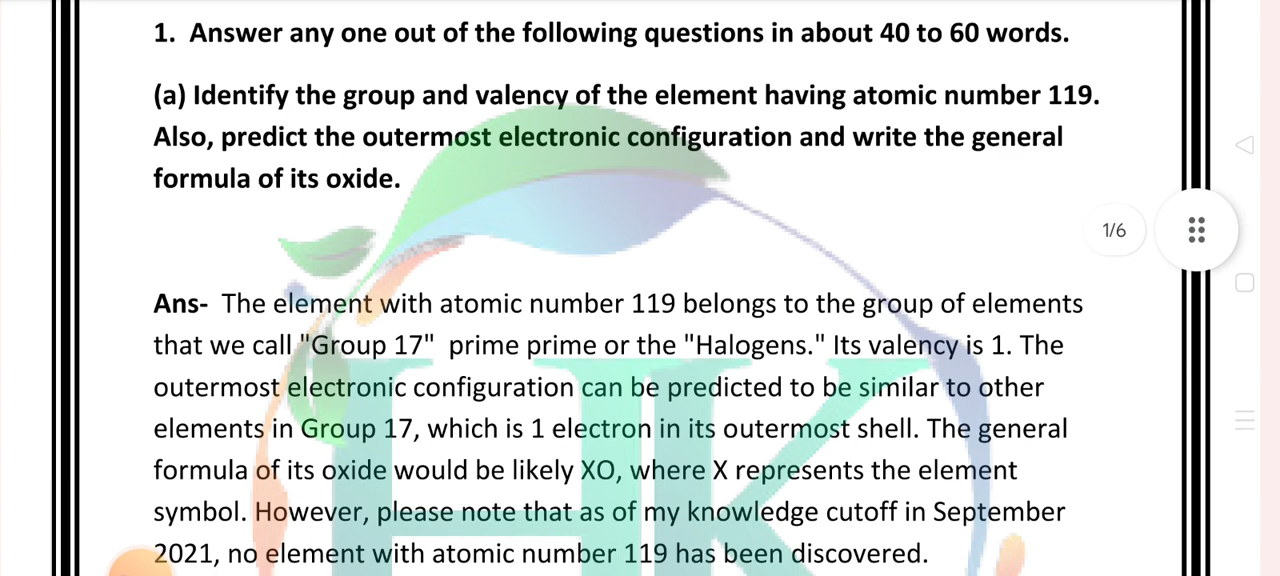 1. Answer any one out of the following questions in about 40 to 60 words.
(a) Identify the group and valency of the element having atomic number 119.
Also, predict the outermost electronic configuration and write the general
formula of its oxide.
1/6
Ans- The element with atomic number 119 belongs to the group of elements
that we call "Group 17" prime prime or the "Halogens." Its valency is 1. The
outermost electronic configuration can be predicted to be similar to other
elements in Group 17, which is 1 electron in its outermost shell. The general
formula of its oxide would be likely XO, where X represents the element
symbol. However, please note that as of my knowledge cutoff in September
2021, no element with atomic number 119 has been discovered.
HK